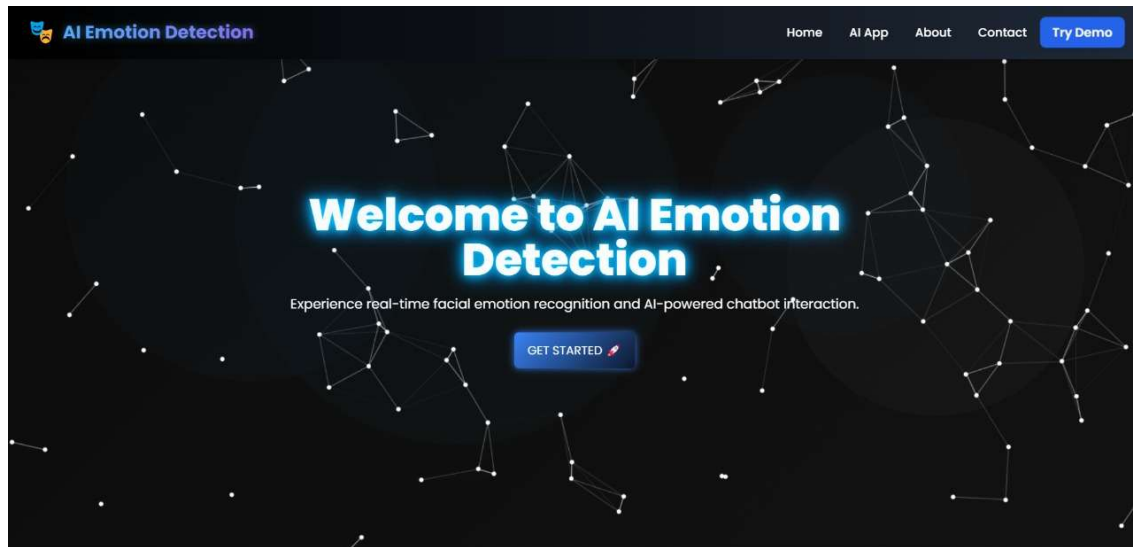 AI Emotion Detection
Home AI App About Contact Try Demo
Welcome to AI Emotion
Detection
Experience real-time facial emotion recognition and AI-powered chatbot interaction.
GET STARTED 🚀